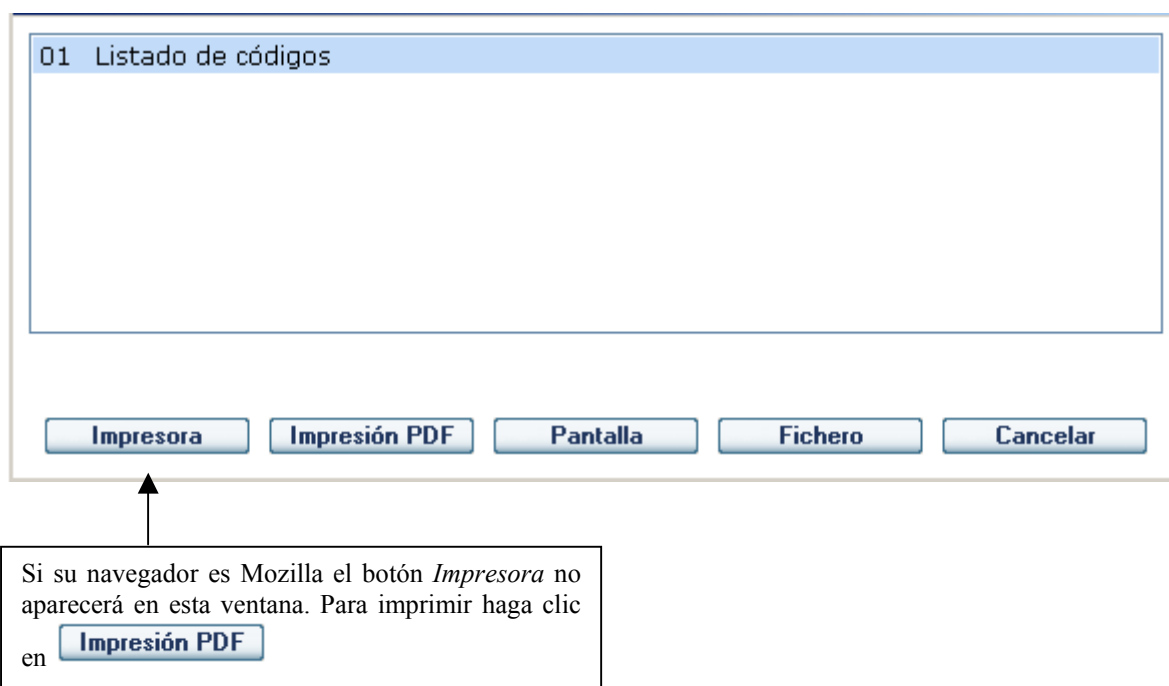 01 Listado de códigos
Impresora Impresión PDF Pantalla Fichero Cancelar
Si su navegador es Mozilla el botón Impresora no
aparecerá en esta ventana. Para imprimir haga clic
en Impresión PDF